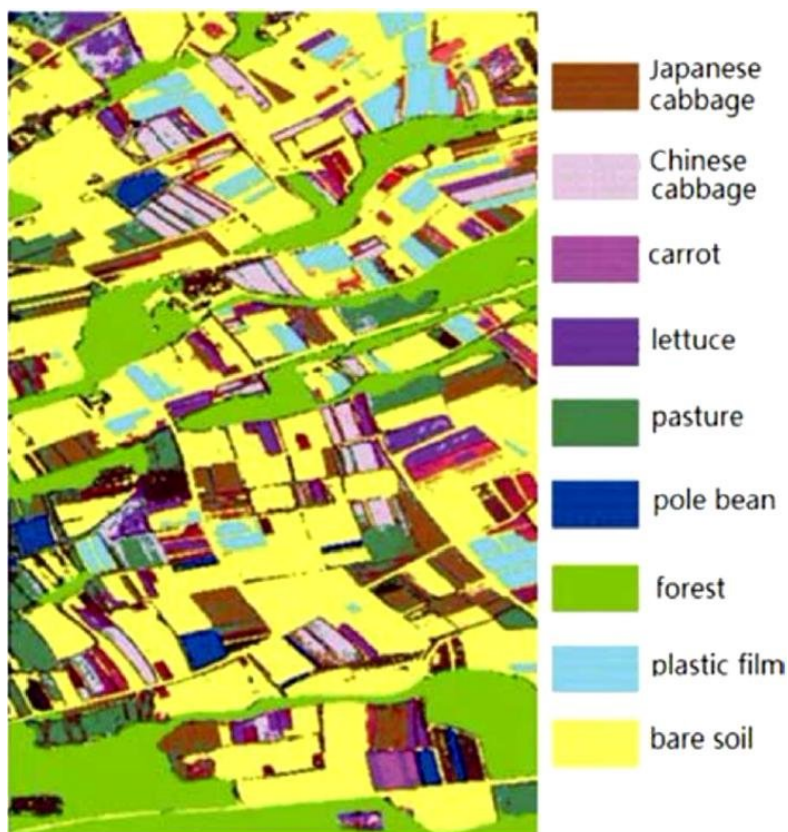 Japanese
cabbage
Chinese
cabbage
carrot
lettuce
pasture
pole bean
forest
plastic film
bare soil